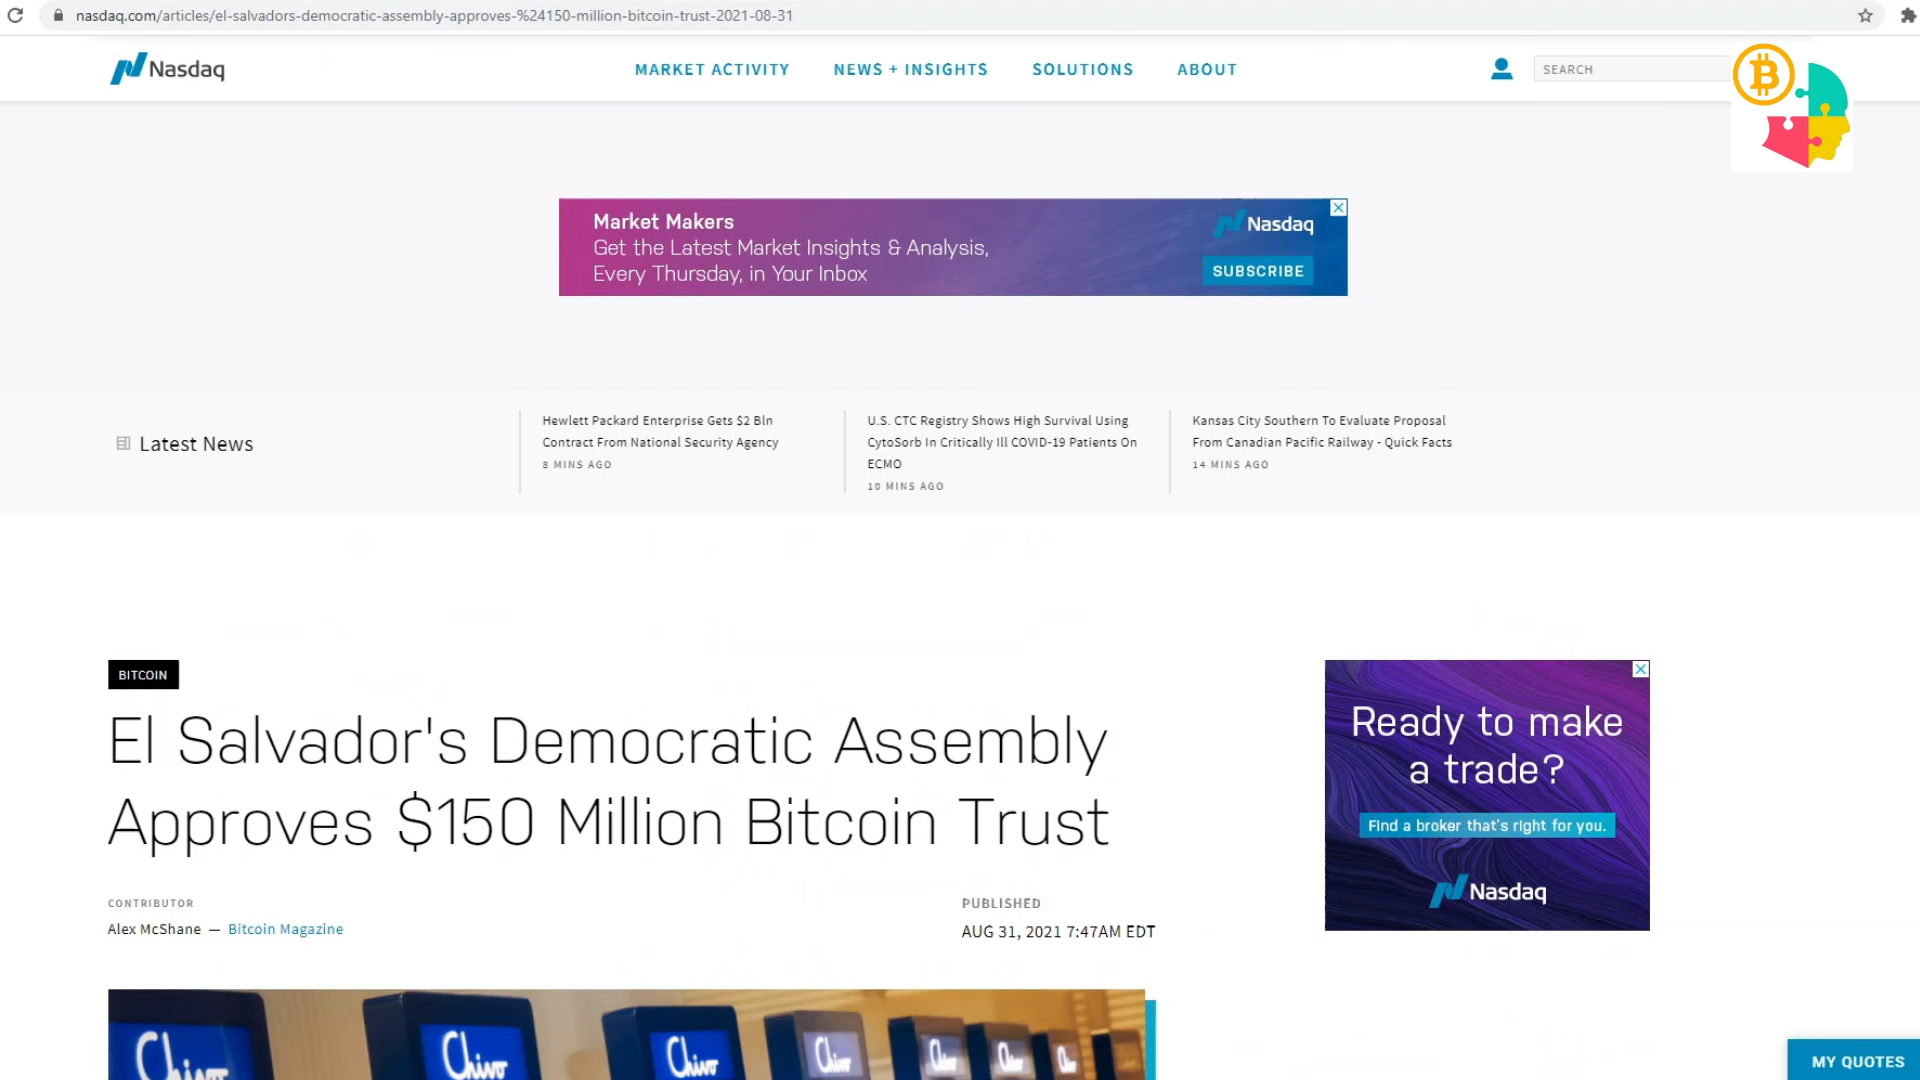 nasdaq.com/articles/el-salvadors-democratic-assembly-approves-%24150-million-bitcoin-trust-2021-08-31
Nasdaq
MARKET ACTIVITY
NEWS + INSIGHTS
SOLUTIONS
ABOUT
SEARCH
Market Makers
Get the Latest Market Insights & Analysis,
Every Thursday, in Your Inbox
Nasdaq
SUBSCRIBE
Latest News
Hewlett Packard Enterprise Gets $2 Bln
Contract From National Security Agency
8 MINS AGO
U.S. CTC Registry Shows High Survival Using
CytoSorb In Critically Ill COVID-19 Patients On
ECMO
10 MINS AGO
Kansas City Southern To Evaluate Proposal
From Canadian Pacific Railway - Quick Facts
14 MINS AGO
BITCOIN
El Salvador's Democratic Assembly
Approves $150 Million Bitcoin Trust
CONTRIBUTOR
Alex McShane — Bitcoin Magazine
PUBLISHED
AUG 31, 2021 7:47AM EDT
Ready to make
a trade?
Find a broker that's right for you.
Nasdaq
Chivo
Chivo
Chivo
Chivo
Chivo
Chivo
MY QUOTES